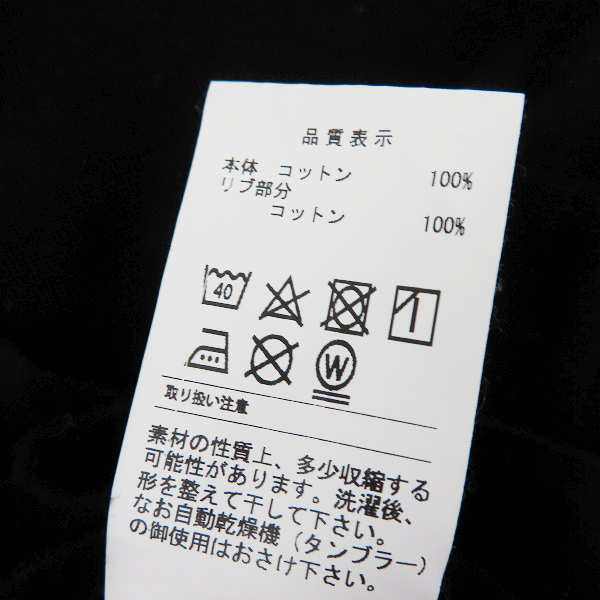 品質表示
本体 コットン 100%
リブ部分
コットン 100%
40
W
取り扱い注意
素材の性質上、多少収縮する
可能性があります。洗濯後、
形を整えて干して下さい。
なお自動乾燥機(タンブラー)
の御使用はおさけ下さい。